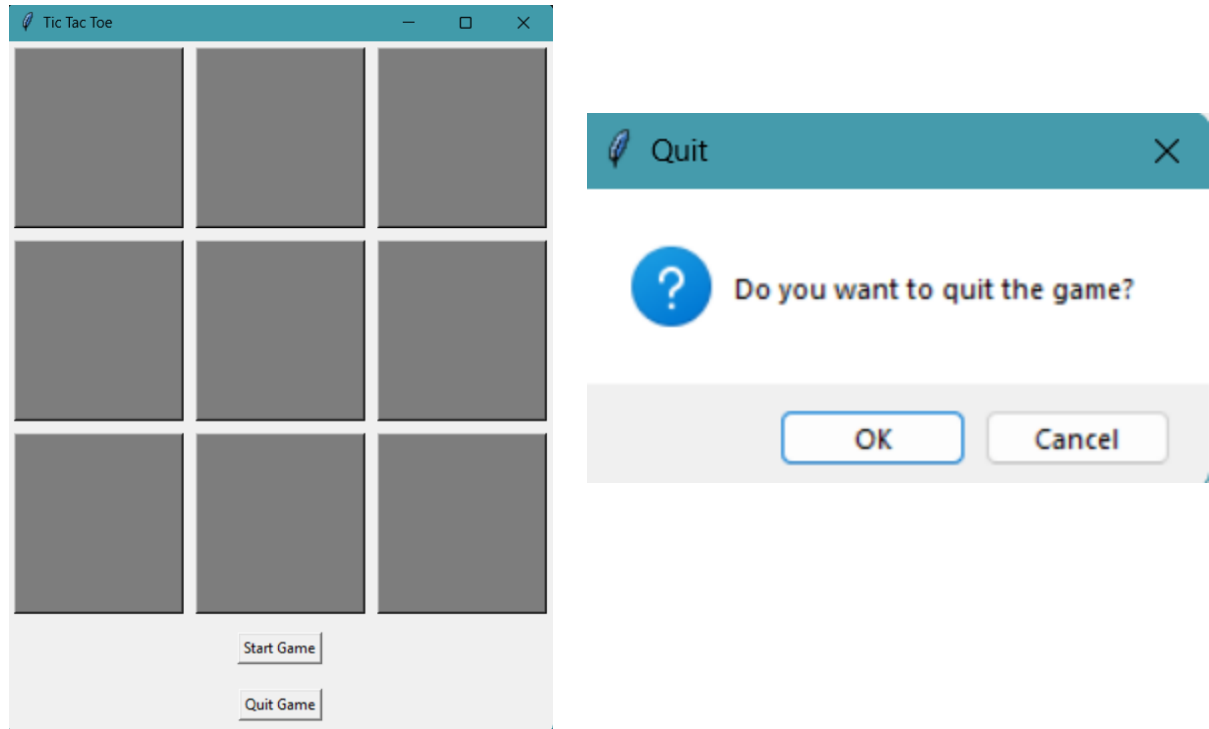 Tic Tac Toe
Start Game
Quit Game
Quit
Do you want to quit the game?
OK
Cancel